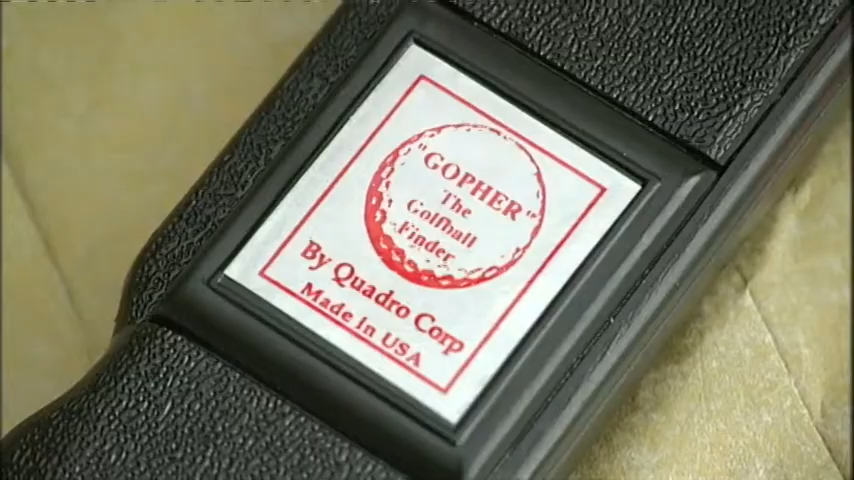 "GOPHER"
The
Golfball
Finder
By Quadro Corp
Made in USA